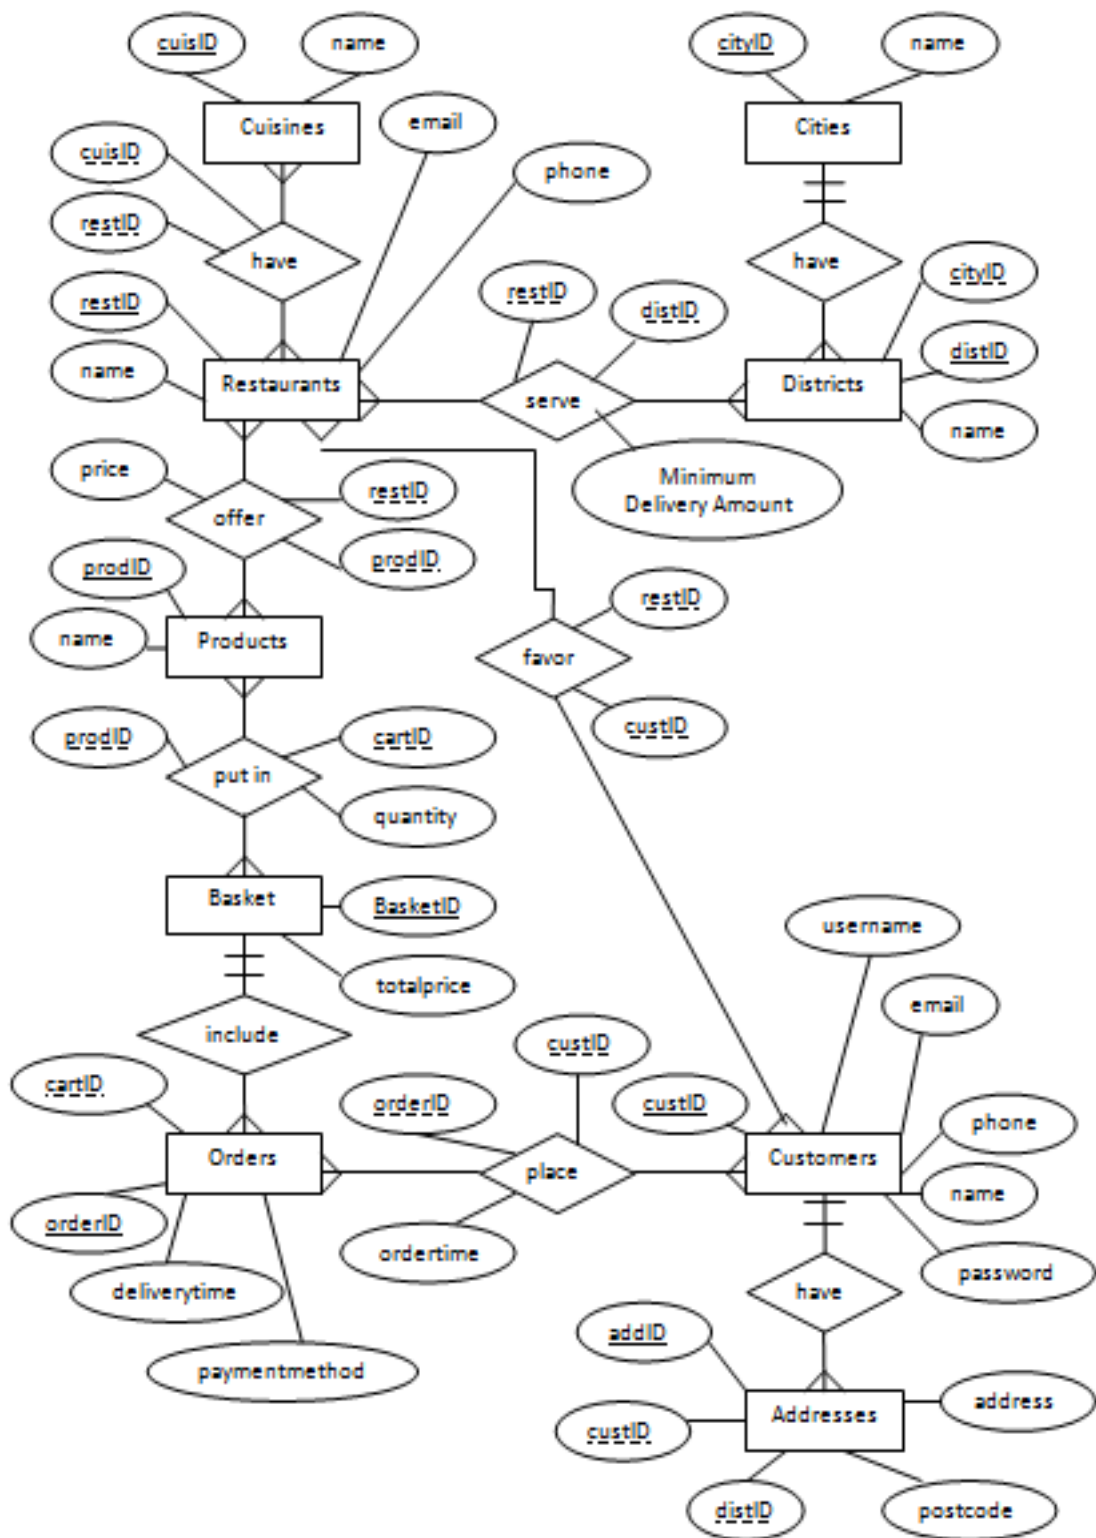 cuisID
name
cityID
name
Cuisines
email
Cities
cuisID
phone
restID
have
have
cityID
restID
restID
distID
distID
name
Restaurants
serve
Districts
name
price
restID
Minimum
Delivery Amount
offer
prodID
prodID
restID
name
Products
favor
custID
prodID
cartID
put in
quantity
Basket
BasketID
username
totalprice
email
include
custID
cartID
orderID
custID
phone
Orders
place
Customers
name
orderID
ordertime
password
deliverytime
have
addID
paymentmethod
address
Addresses
custID
distID
postcode